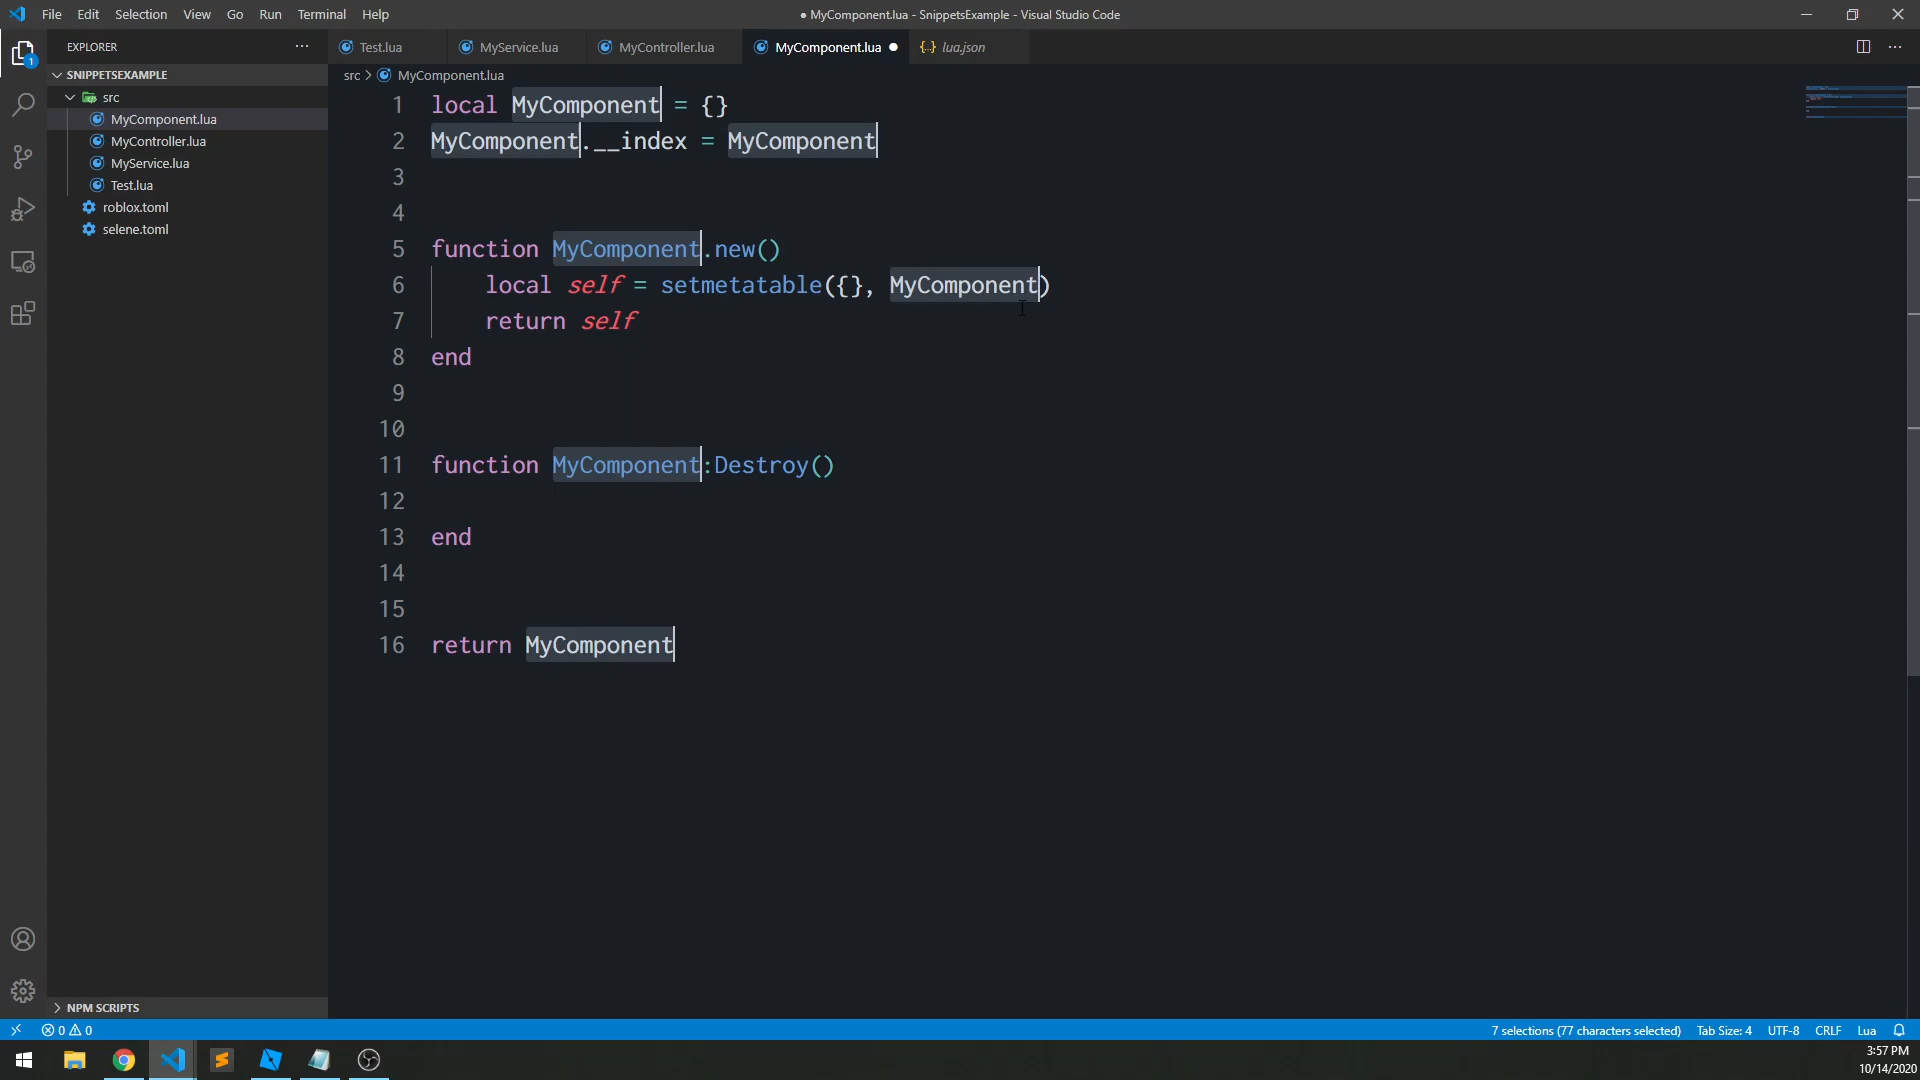 File Edit Selection View Go Run Terminal Help
● MyComponent.lua - SnippetsExample - Visual Studio Code
EXPLORER
Test.lua MyService.lua MyController.lua MyComponent.lua ● {..} lua.json
SNIPPETSEXAMPLE
src > MyComponent.lua
src
MyComponent.lua
MyController.lua
MyService.lua
Test.lua
roblox.toml
selene.toml
NPM SCRIPTS
1
1 local MyComponent = {}
2 MyComponent.__index = MyComponent
3
4
5 function MyComponent.new()
6 local self = setmetatable({}, MyComponent)
7 return self
8 end
9
10
11 function MyComponent:Destroy()
12
13 end
14
15
16 return MyComponent
0 0 7 selections (77 characters selected) Tab Size: 4 UTF-8 CRLF Lua
3:57 PM
10/14/2020